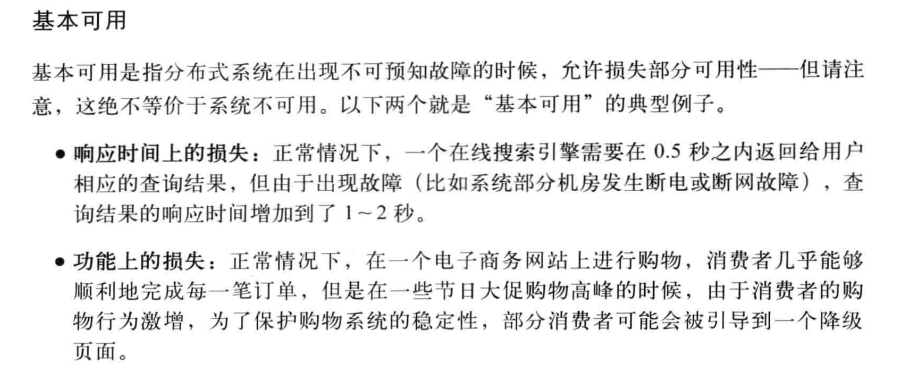 基本可用
基本可用是指分布式系统在出现不可预知故障的时候，允许损失部分可用性——但请注
意，这绝不等价于系统不可用。以下两个就是“基本可用”的典型例子。
● 响应时间上的损失：正常情况下，一个在线搜索引擎需要在 0.5 秒之内返回给用户
相应的查询结果，但由于出现故障（比如系统部分机房发生断电或断网故障），查
询结果的响应时间增加到了 1～2 秒。
● 功能上的损失：正常情况下，在一个电子商务网站上进行购物，消费者几乎能够
顺利地完成每一笔订单，但是在一些节日大促购物高峰的时候，由于消费者的购
物行为激增，为了保护购物系统的稳定性，部分消费者可能会被引导到一个降级
页面。